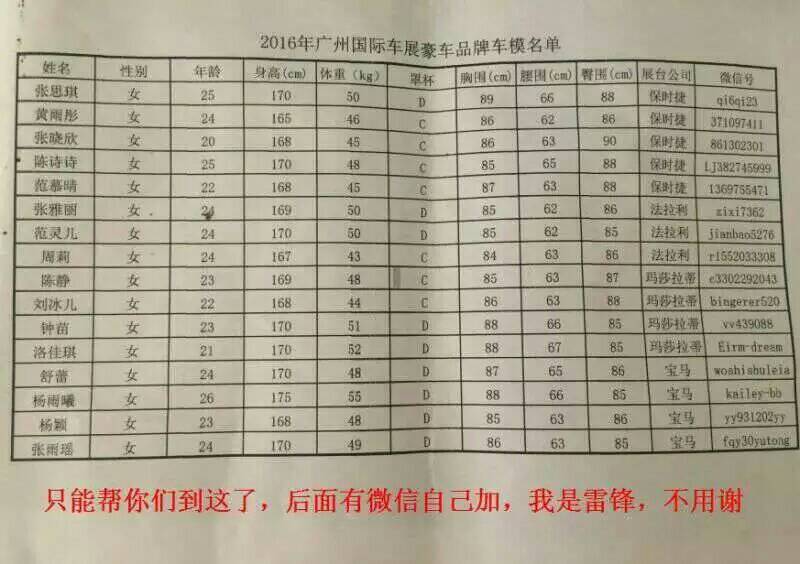 2016年广州国际车展豪车品牌车模名单
姓名 性别 年龄 身高(cm) 体重(kg) 罩杯 胸围(cm) 腰围(cm) 臀围(cm) 展台公司 微信号
张思琪 女 25 170 50 D 89 66 88 保时捷 qi6qi23
黄雨彤 女 24 165 46 C 86 62 86 保时捷 371097411
张晓欣 女 20 168 45 C 86 63 90 保时捷 861302301
陈诗诗 女 25 170 48 C 85 65 88 保时捷 LJ382745999
范慕晴 女 22 168 45 C 87 63 88 保时捷 1369755471
张雅丽 女 24 169 50 D 85 62 86 法拉利 zixi7362
范灵儿 女 24 170 50 D 85 62 85 法拉利 jianbao5276
周莉 女 24 167 43 C 84 63 86 法拉利 r1552033308
陈静 女 23 169 48 C 85 63 87 玛莎拉蒂 c3302292043
刘冰儿 女 22 168 44 C 86 63 88 玛莎拉蒂 bingerer520
钟苗 女 23 170 51 D 88 66 85 玛莎拉蒂 vv439088
洛佳琪 女 21 170 52 D 88 67 85 玛莎拉蒂 Eirm-dream
舒蕾 女 24 170 48 D 87 65 86 宝马 woshishuleia
杨雨曦 女 26 175 55 D 88 66 85 宝马 kailey-bb
杨颖 女 23 168 48 D 85 63 86 宝马 yy931202yy
张雨瑶 女 24 170 49 D 86 63 85 宝马 fqy30yutong
只能帮你们到这了，后面有微信自己加，我是雷锋，不用谢